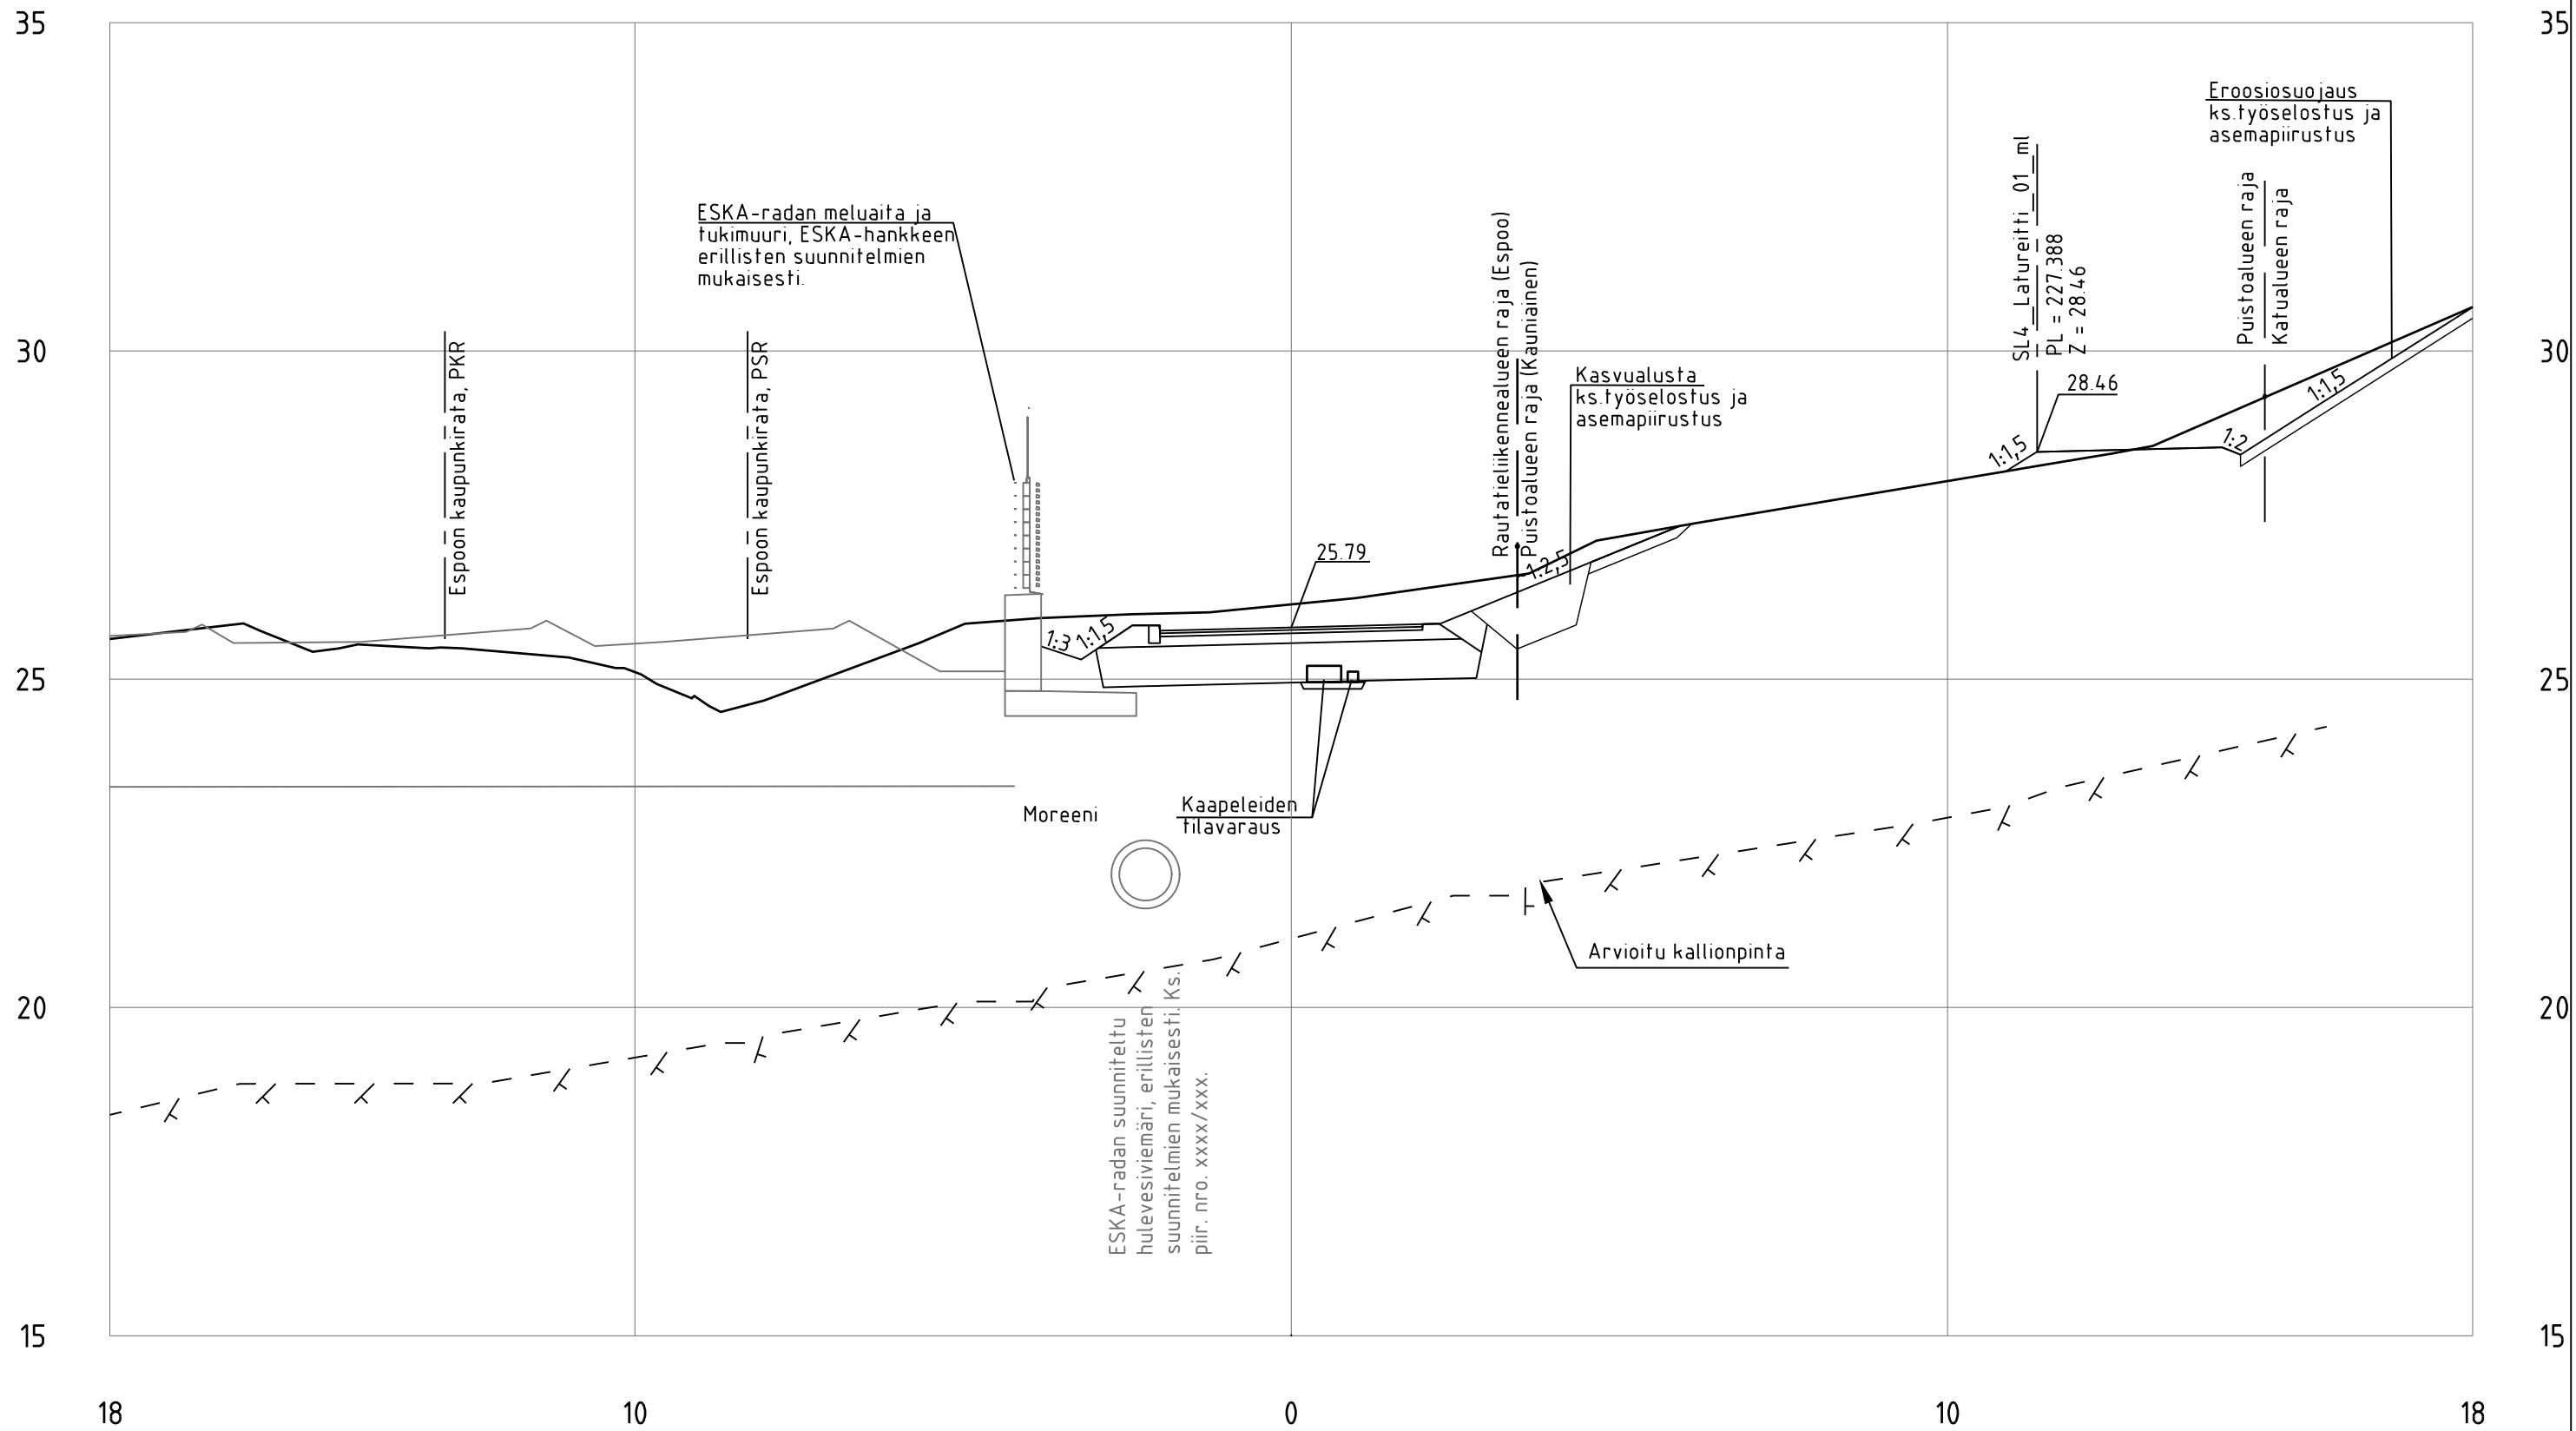 35
35
Eroosiosuojaus
ks.työselostus ja
asemapiirustus
SL4_Latureitti_01_ml
PL = 227.388
Z = 28.46
Puistoalueen raja
Katualueen raja
ESKA-radan meluaita ja
tukimuuri, ESKA-hankkeen
erillisten suunnitelmien
mukaisesti.
Rautatieliikennealueen raja (Espoo)
Puistoalueen raja (Kauniainen)
30
30
Espoon kaupunkirata, PKR
Espoon kaupunkirata, PSR
Kasvualusta
ks.työselostus ja
asemapiirustus
28.46
1:1,5
1:1,5
1:2
25.79
1:2,5
1:3
1:1,5
25
25
Moreeni
Kaapeleiden
tilavaraus
Arvioitu kallionpinta
20
20
ESKA-radan suunniteltu
hulevesiviemäri, erillisten
suunnitelmien mukaisesti. Ks.
piir. nro. xxxx/xxx.
15
15
18
10
0
10
18